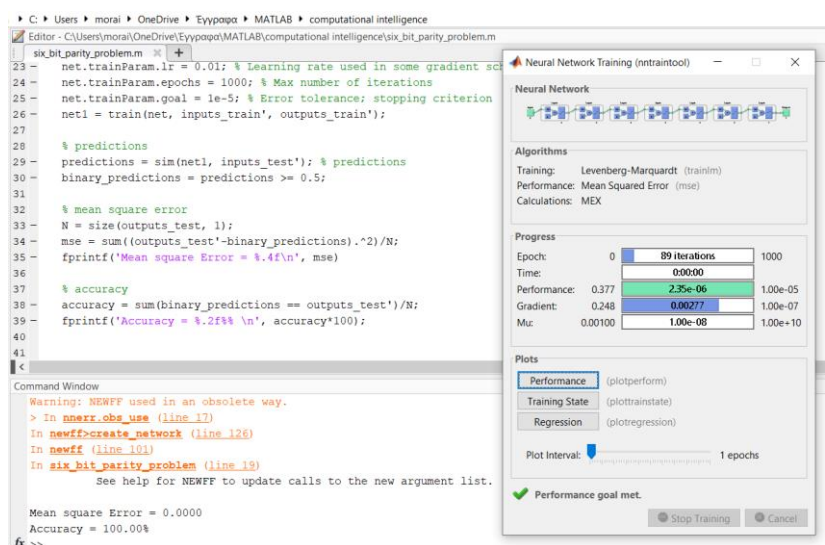 C: Users morai OneDrive Έγγραφα MATLAB computational intelligence
Editor - C:\Users\morai\OneDrive\Έγγραφα\MATLAB\computational intelligence\six_bit_parity_problem.m
six_bit_parity_problem.m × +
23 - net.trainParam.lr = 0.01; % Learning rate used in some gradient sch
24 - net.trainParam.epochs = 1000; % Max number of iterations
25 - net.trainParam.goal = 1e-5; % Error tolerance; stopping criterion
26 - net1 = train(net, inputs_train', outputs_train');
27
28 % predictions
29 - predictions = sim(net1, inputs_test'); % predictions
30 - binary_predictions = predictions >= 0.5;
31
32 % mean square error
33 - N = size(outputs_test, 1);
34 - mse = sum((outputs_test'-binary_predictions).^2)/N;
35 - fprintf('Mean square Error = %.4f\n', mse)
36
37 % accuracy
38 - accuracy = sum(binary_predictions == outputs_test')/N;
39 - fprintf('Accuracy = %.2f%% \n', accuracy*100);
40
41
Command Window
Warning: NEWFF used in an obsolete way.
> In nnerr.obs_use (line 17)
In newff>create_network (line 126)
In newff (line 101)
In six_bit_parity_problem (line 19)
See help for NEWFF to update calls to the new argument list.
Mean square Error = 0.0000
Accuracy = 100.00%
fx >>
Neural Network Training (nntraintool)
Neural Network
Algorithms
Training: Levenberg-Marquardt (trainlm)
Performance: Mean Squared Error (mse)
Calculations: MEX
Progress
Epoch: 0 89 iterations 1000
Time: 0:00:00
Performance: 0.377 2.35e-06 1.00e-05
Gradient: 0.248 0.00277 1.00e-07
Mu: 0.00100 1.00e-08 1.00e+10
Plots
Performance (plotperform)
Training State (plottrainstate)
Regression (plotregression)
Plot Interval: 1 epochs
Performance goal met.
Stop Training Cancel